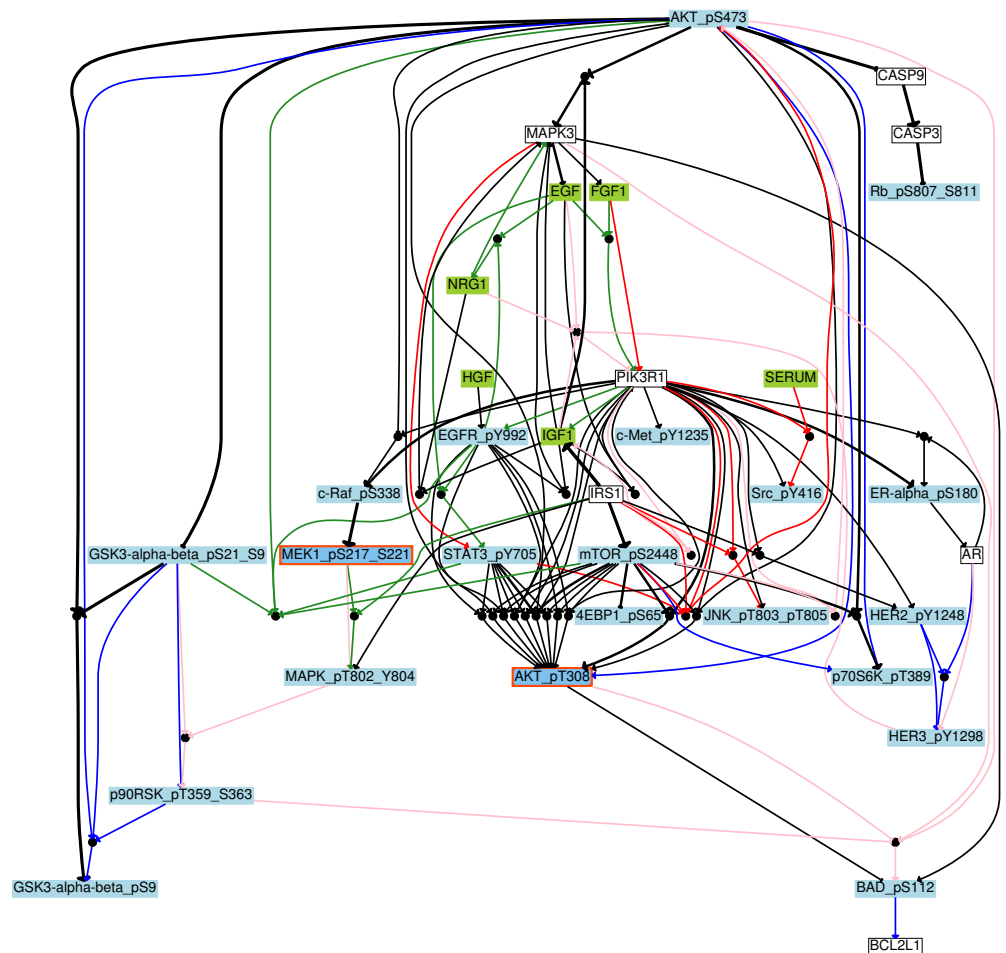 AKT_pS473
CASP9
MAPK3
CASP3
EGF
FGF1
Rb_pS807_S811
NRG1
HGF
PIK3R1
SERUM
EGFR_pY992
IGF1
c-Met_pY1235
c-Raf_pS338
IRS1
Src_pY416
ER-alpha_pS180
GSK3-alpha-beta_pS21_S9
MEK1_pS217_S221
STAT3_pY705
mTOR_pS2448
AR
4EBP1_pS65
JNK_pT803_pT805
HER2_pY1248
MAPK_pT802_Y804
AKT_pT308
p70S6K_pT389
HER3_pY1298
p90RSK_pT359_S363
GSK3-alpha-beta_pS9
BAD_pS112
BCL2L1